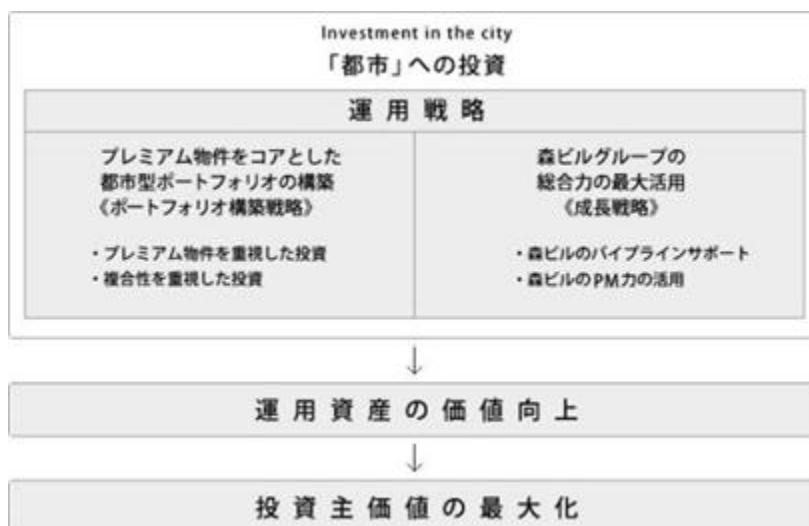 Investment in the city
「都市」への投資
運用戦略
プレミアム物件をコアとした
都市型ポートフォリオの構築
《ポートフォリオ構築戦略》
・プレミアム物件を重視した投資
・複合性を重視した投資
森ビルグループの
総合力の最大活用
《成長戦略》
・森ビルのパイプラインサポート
・森ビルのPM力の活用
↓
運用資産の価値向上
↓
投資主価値の最大化